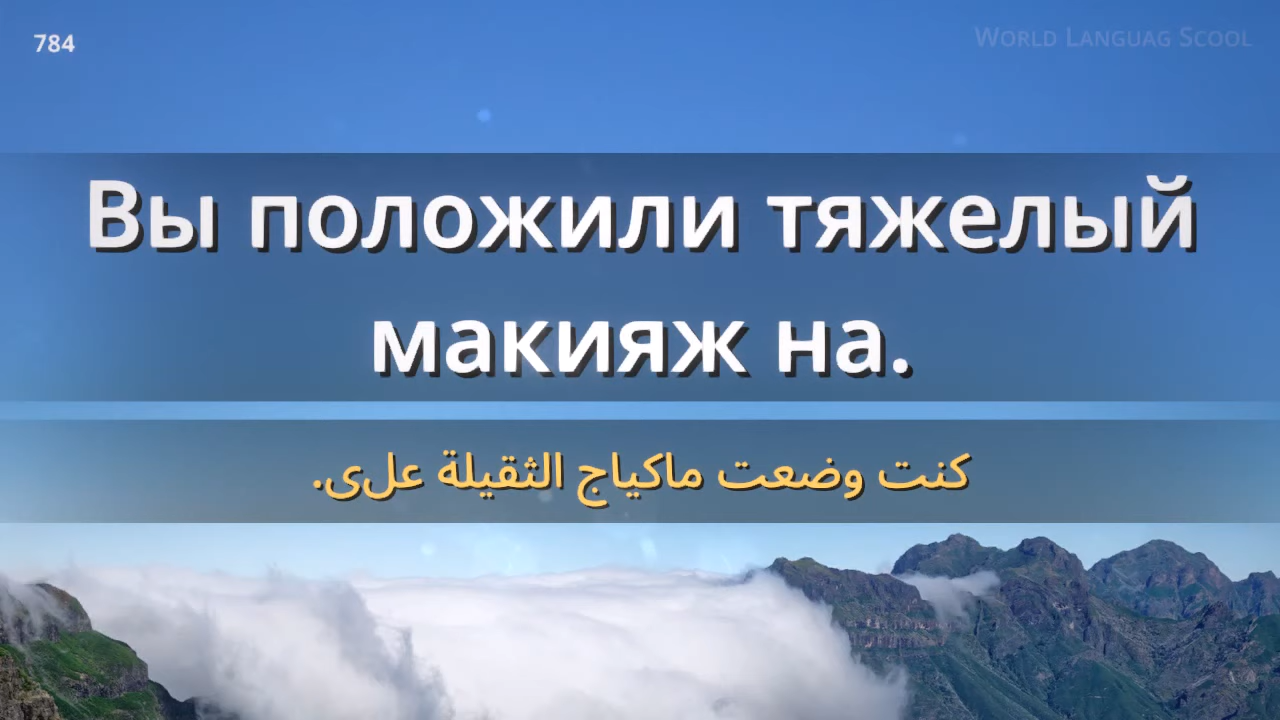 784
World Languag Scool
Вы положили тяжелый
макияж на.
كنت وضعت ماكياج الثقيلة على.